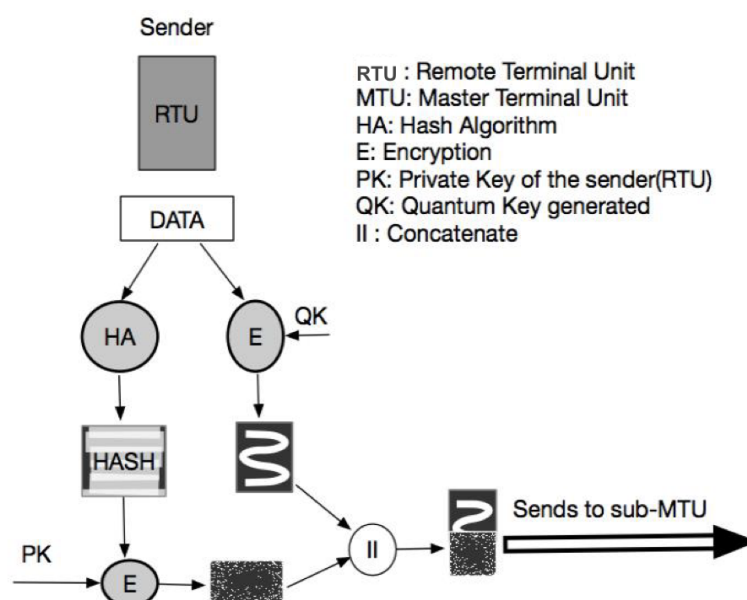 Sender
RTU
RTU : Remote Terminal Unit
MTU: Master Terminal Unit
HA: Hash Algorithm
E: Encryption
PK: Private Key of the sender(RTU)
QK: Quantum Key generated
II : Concatenate
DATA
HA
E
QK
HASH
Sends to sub-MTU
II
PK
E